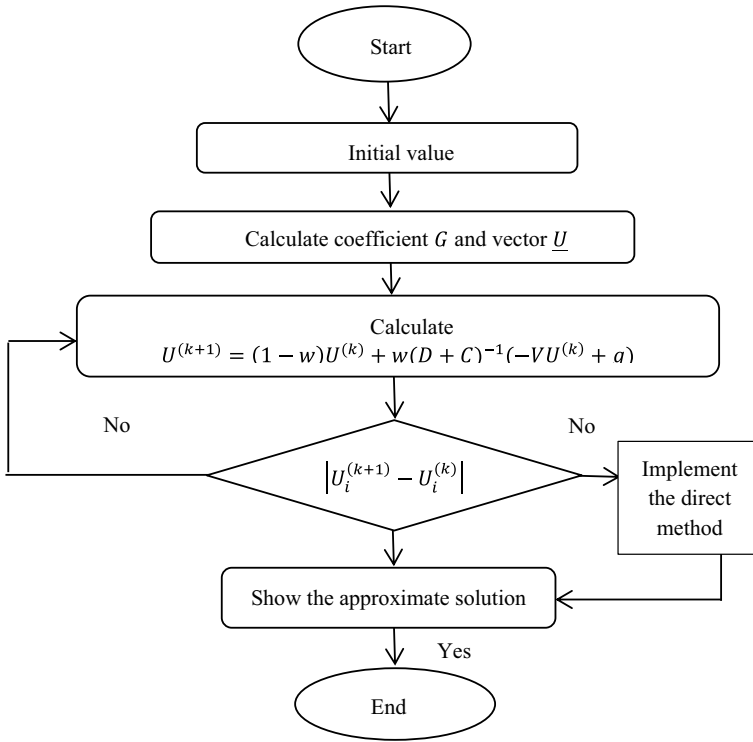 Start
Initial value
Calculate coefficient G and vector U
Calculate
U^(k+1) = (1 − w)U^(k) + w(D + C)^−1(−VU^(k) + q)
No
No
|U_i^(k+1) − U_i^(k)|
Implement
the direct
method
Show the approximate solution
Yes
End